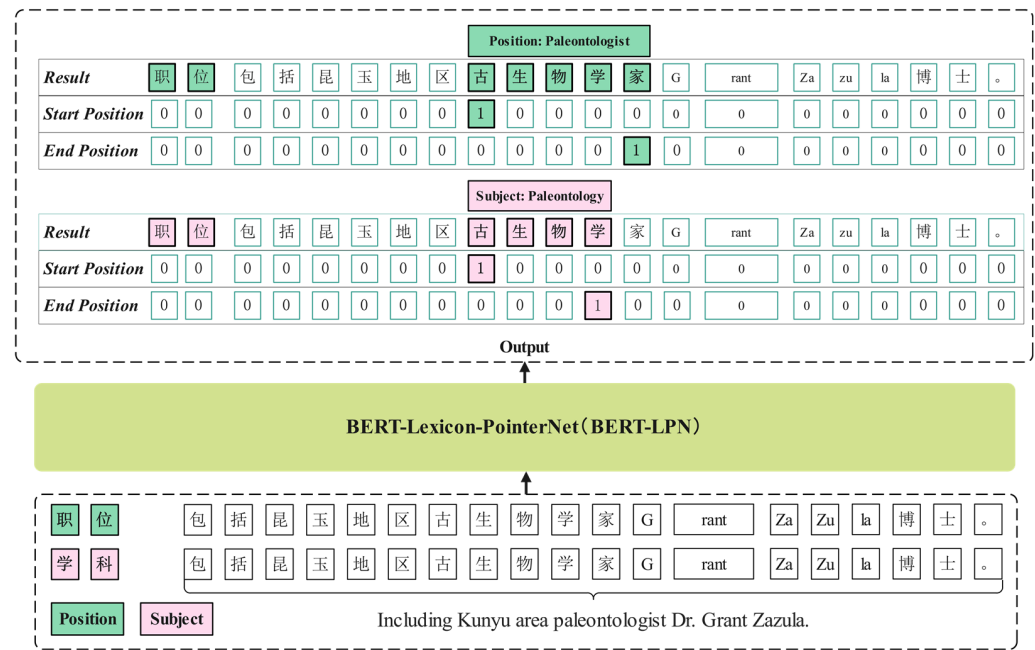 Position: Paleontologist
Result 职 位 包 括 昆 玉 地 区 古 生 物 学 家 G rant Za zu la 博 士 。
Start Position 0 0 0 0 0 0 0 0 1 0 0 0 0 0 0 0 0 0 0 0 0
End Position 0 0 0 0 0 0 0 0 0 0 0 0 1 0 0 0 0 0 0 0 0
Subject: Paleontology
Result 职 位 包 括 昆 玉 地 区 古 生 物 学 家 G rant Za zu la 博 士 。
Start Position 0 0 0 0 0 0 0 0 1 0 0 0 0 0 0 0 0 0 0 0 0
End Position 0 0 0 0 0 0 0 0 0 0 0 1 0 0 0 0 0 0 0 0 0
Output
BERT-Lexicon-PointerNet(BERT-LPN)
职 位 包 括 昆 玉 地 区 古 生 物 学 家 G rant Za Zu la 博 士 。
学 科 包 括 昆 玉 地 区 古 生 物 学 家 G rant Za Zu la 博 士 。
Position Subject Including Kunyu area paleontologist Dr. Grant Zazula.